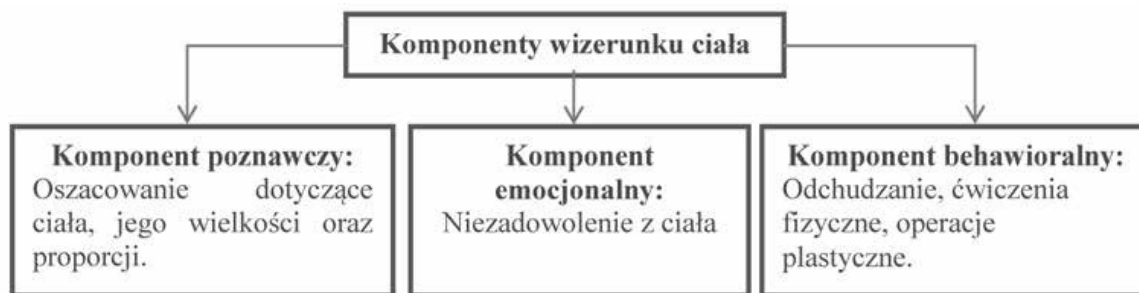 Komponenty wizerunku ciała
Komponent poznawczy:
Oszacowanie dotyczące
ciała, jego wielkości oraz
proporcji.
Komponent
emocjonalny:
Niezadowolenie z ciała
Komponent behawioralny:
Odchudzanie, ćwiczenia
fizyczne, operacje
plastyczne.